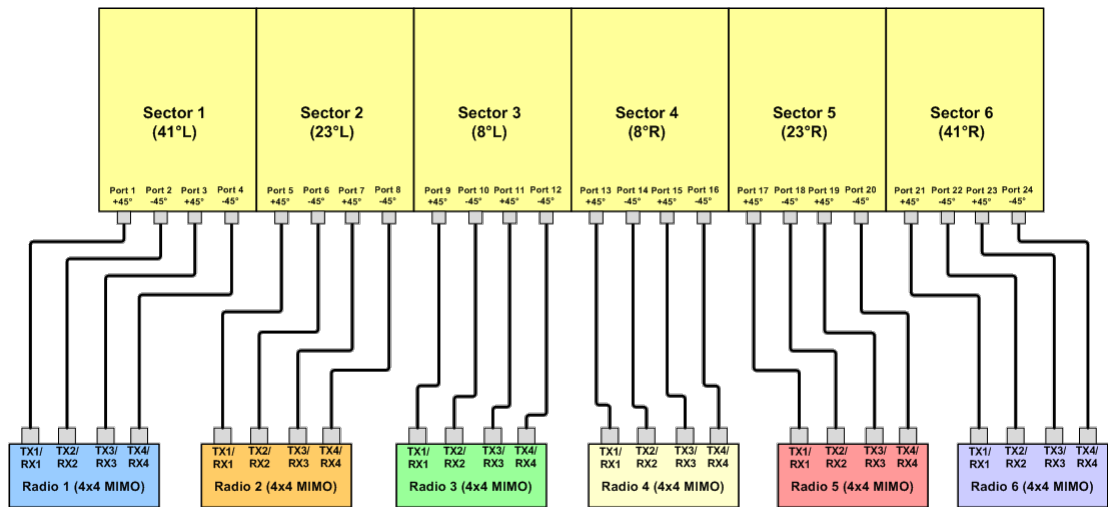 Sector 1
(41°L)
Sector 2
(23°L)
Sector 3
(8°L)
Sector 4
(8°R)
Sector 5
(23°R)
Sector 6
(41°R)
Port 1 Port 2 Port 3 Port 4 Port 5 Port 6 Port 7 Port 8 Port 9 Port 10 Port 11 Port 12 Port 13 Port 14 Port 15 Port 16 Port 17 Port 18 Port 19 Port 20 Port 21 Port 22 Port 23 Port 24
+45° -45° +45° -45° +45° -45° +45° -45° +45° -45° +45° -45° +45° -45° +45° -45° +45° -45° +45° -45° +45° -45° +45° -45°
TX1/ TX2/ TX3/ TX4/
RX1 RX2 RX3 RX4
Radio 1 (4x4 MIMO)
TX1/ TX2/ TX3/ TX4/
RX1 RX2 RX3 RX4
Radio 2 (4x4 MIMO)
TX1/ TX2/ TX3/ TX4/
RX1 RX2 RX3 RX4
Radio 3 (4x4 MIMO)
TX1/ TX2/ TX3/ TX4/
RX1 RX2 RX3 RX4
Radio 4 (4x4 MIMO)
TX1/ TX2/ TX3/ TX4/
RX1 RX2 RX3 RX4
Radio 5 (4x4 MIMO)
TX1/ TX2/ TX3/ TX4/
RX1 RX2 RX3 RX4
Radio 6 (4x4 MIMO)